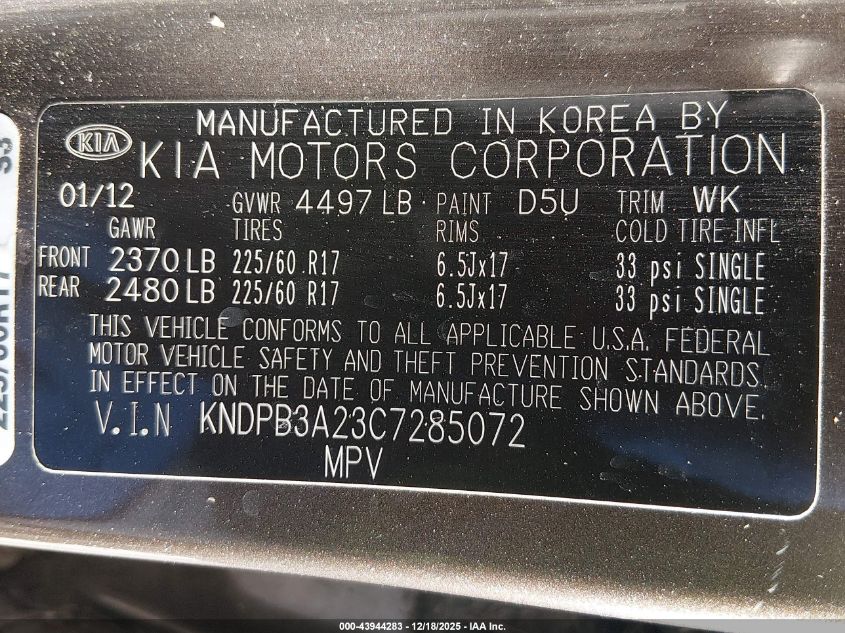 MANUFACTURED IN KOREA BY
KIA KIA MOTORS CORPORATION
01/12 GVWR 4497 LB PAINT D5U TRIM WK
GAWR TIRES RIMS COLD TIRE INFL
FRONT 2370 LB 225/60 R17 6.5Jx17 33 psi SINGLE
REAR 2480 LB 225/60 R17 6.5Jx17 33 psi SINGLE
THIS VEHICLE CONFORMS TO ALL APPLICABLE U.S.A. FEDERAL
MOTOR VEHICLE SAFETY AND THEFT PREVENTION STANDARDS.
IN EFFECT ON THE DATE OF MANUFACTURE SHOWN ABOVE.
V.I.N KNDPB3A23C7285072
MPV
000-43944283 - 12/18/2025 - IAA Inc.